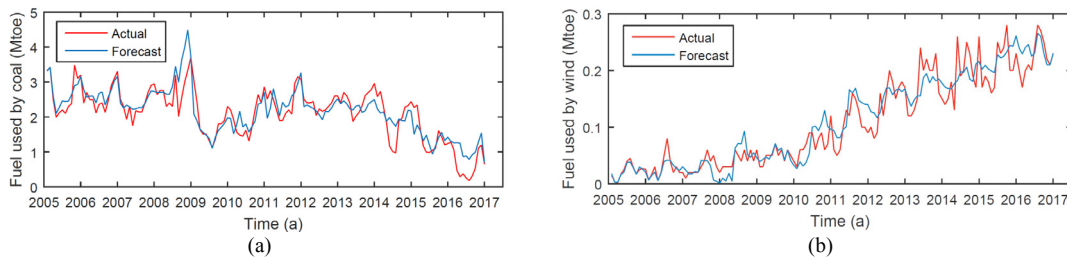 Fuel used by coal (Mtoe)
5
4
3
2
1
0
Actual
Forecast
2005 2006 2007 2008 2009 2010 2011 2012 2013 2014 2015 2016 2017
Time (a)
(a)
Fuel used by wind (Mtoe)
0.3
0.2
0.1
0
Actual
Forecast
2005 2006 2007 2008 2009 2010 2011 2012 2013 2014 2015 2016 2017
Time (a)
(b)